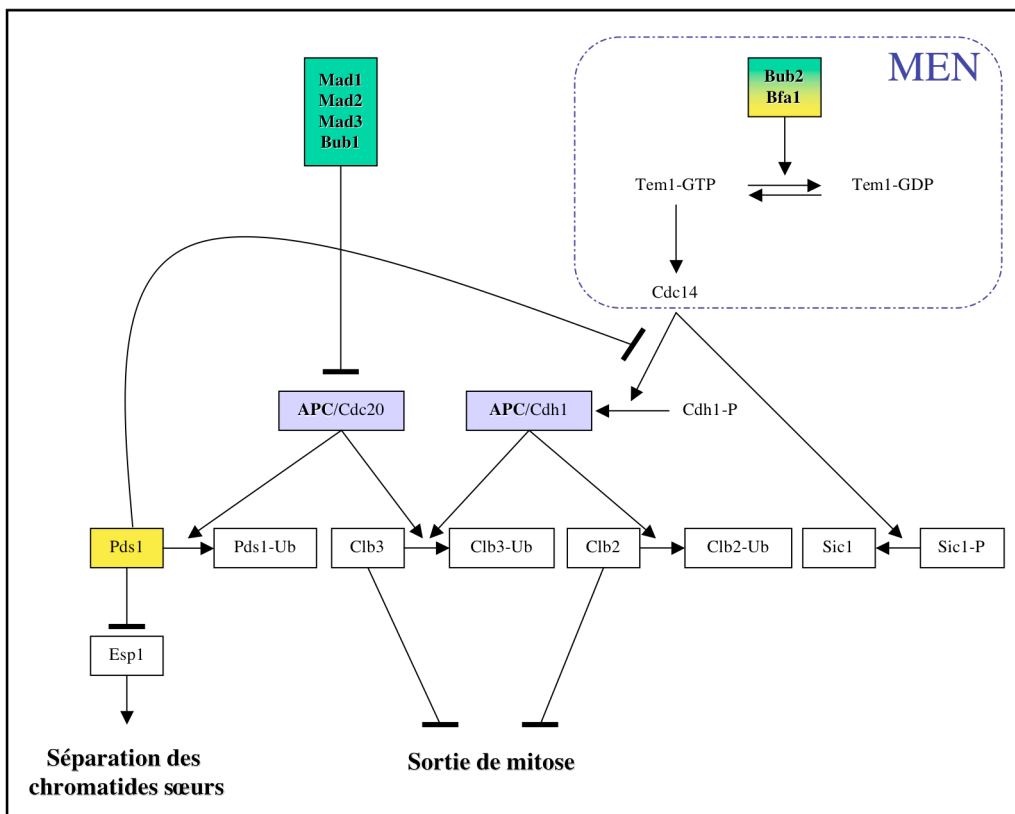 MEN
Mad1
Mad2
Mad3
Bub1
Bub2
Bfa1
Tem1-GTP
Tem1-GDP
Cdc14
APC/Cdc20
APC/Cdh1
Cdh1-P
Pds1
Pds1-Ub
Clb3
Clb3-Ub
Clb2
Clb2-Ub
Sic1
Sic1-P
Esp1
Séparation des
chromatides sœurs
Sortie de mitose